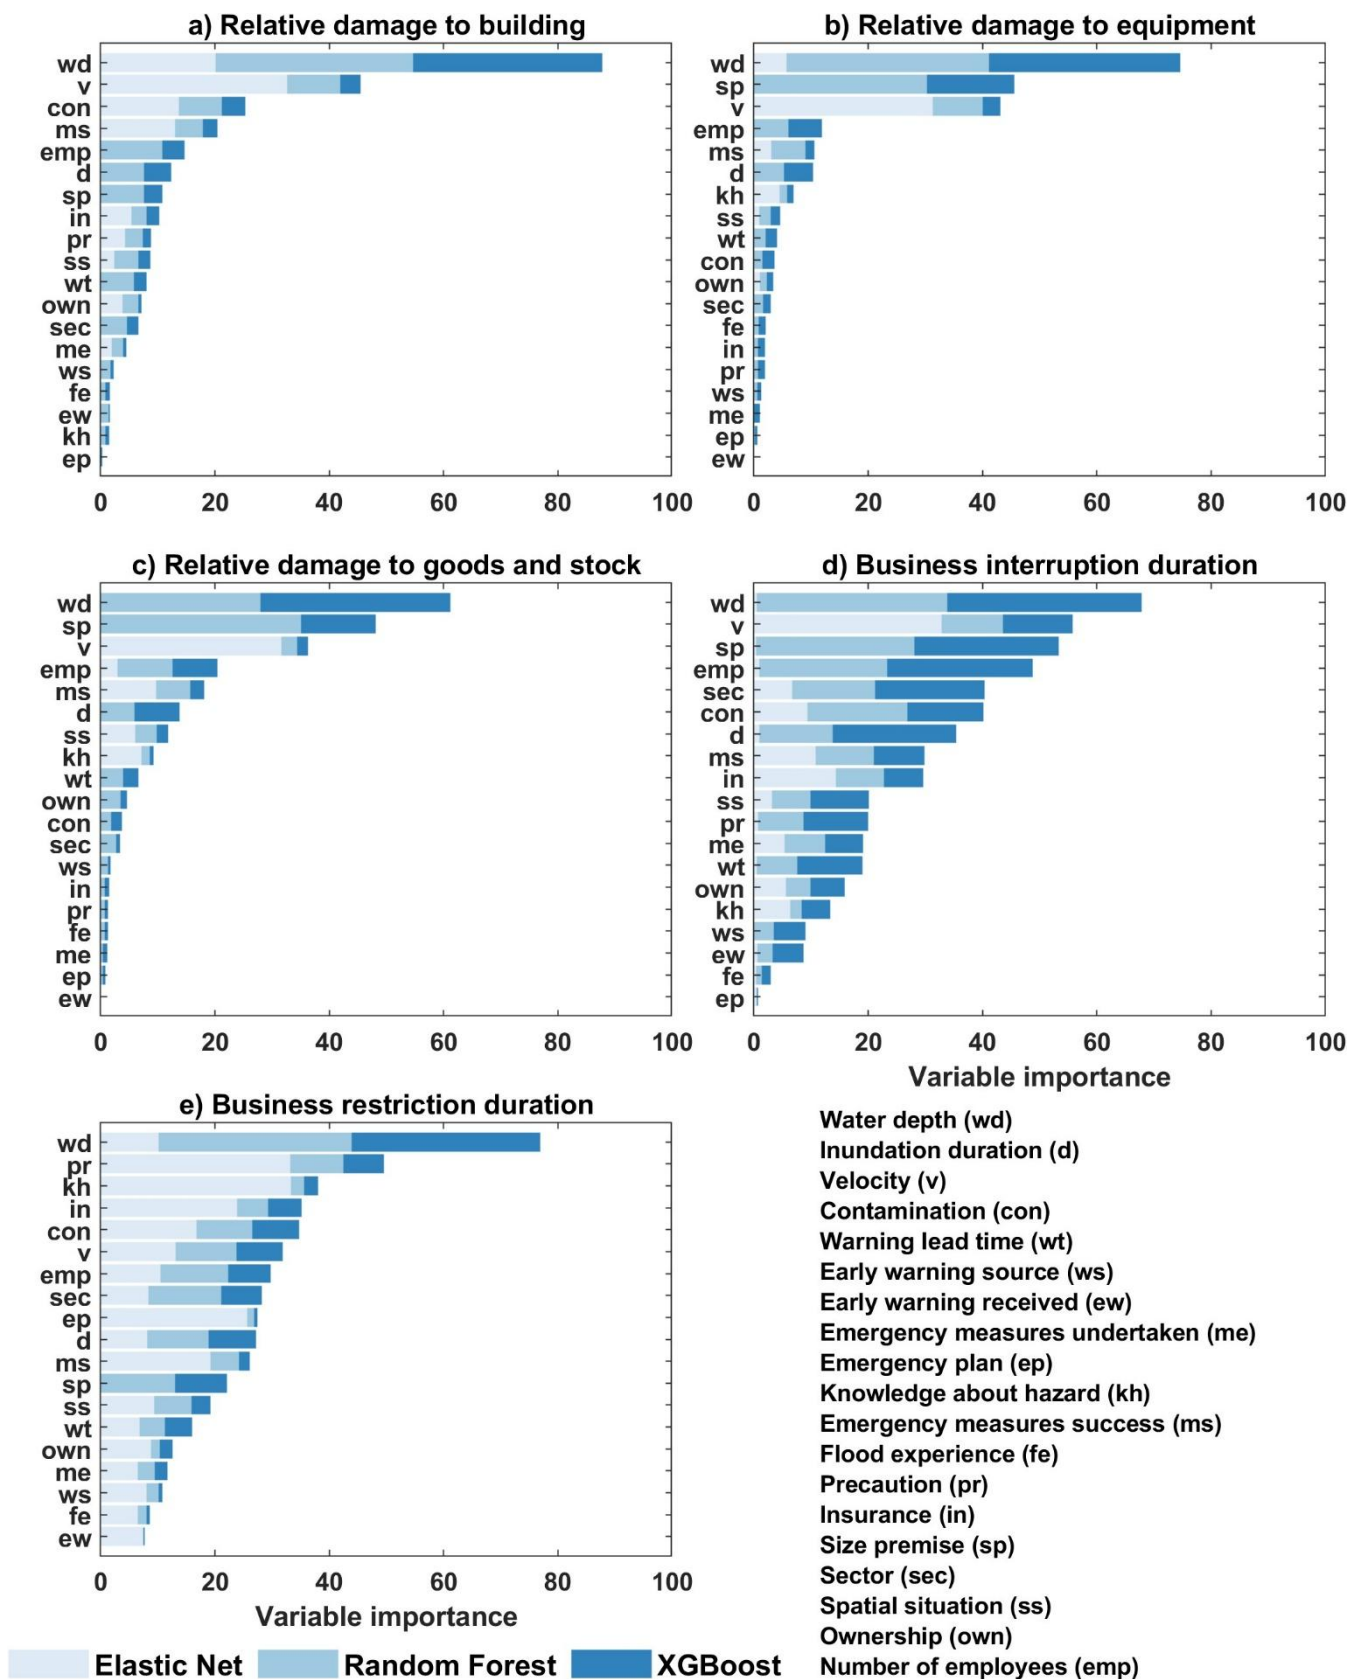 a) Relative damage to building
wd
v
con
ms
emp
d
sp
in
pr
ss
wt
own
sec
me
ws
fe
ew
kh
ep
0 20 40 60 80 100
b) Relative damage to equipment
wd
sp
v
emp
ms
d
kh
ss
wt
con
own
sec
fe
in
pr
ws
me
ep
ew
0 20 40 60 80 100
c) Relative damage to goods and stock
wd
sp
v
emp
ms
d
ss
kh
wt
own
con
sec
ws
in
pr
fe
me
ep
ew
0 20 40 60 80 100
d) Business interruption duration
wd
v
sp
emp
sec
con
d
ms
in
ss
pr
me
wt
own
kh
ws
ew
fe
ep
0 20 40 60 80 100
Variable importance
e) Business restriction duration
wd
pr
kh
in
con
v
emp
sec
ep
d
ms
sp
ss
wt
own
me
ws
fe
ew
0 20 40 60 80 100
Variable importance
Water depth (wd)
Inundation duration (d)
Velocity (v)
Contamination (con)
Warning lead time (wt)
Early warning source (ws)
Early warning received (ew)
Emergency measures undertaken (me)
Emergency plan (ep)
Knowledge about hazard (kh)
Emergency measures success (ms)
Flood experience (fe)
Precaution (pr)
Insurance (in)
Size premise (sp)
Sector (sec)
Spatial situation (ss)
Ownership (own)
Number of employees (emp)
Elastic Net Random Forest XGBoost